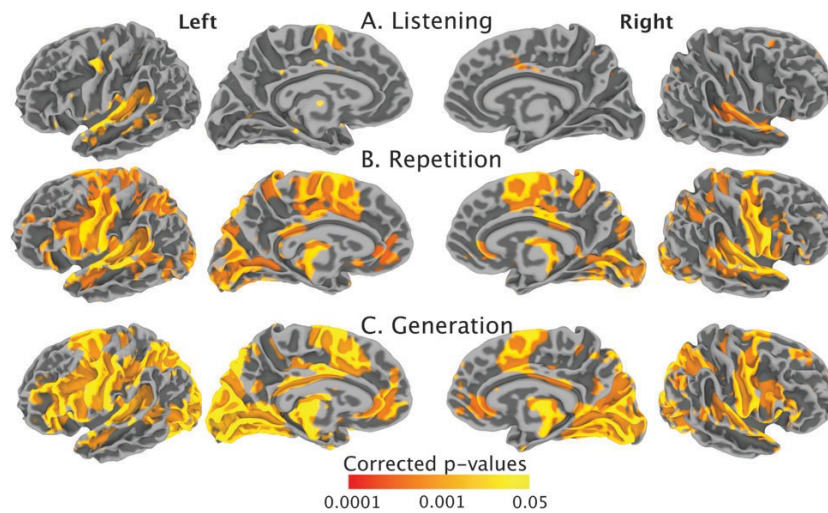 Left
A. Listening
Right
B. Repetition
C. Generation
Corrected p-values
0.0001 0.001 0.05